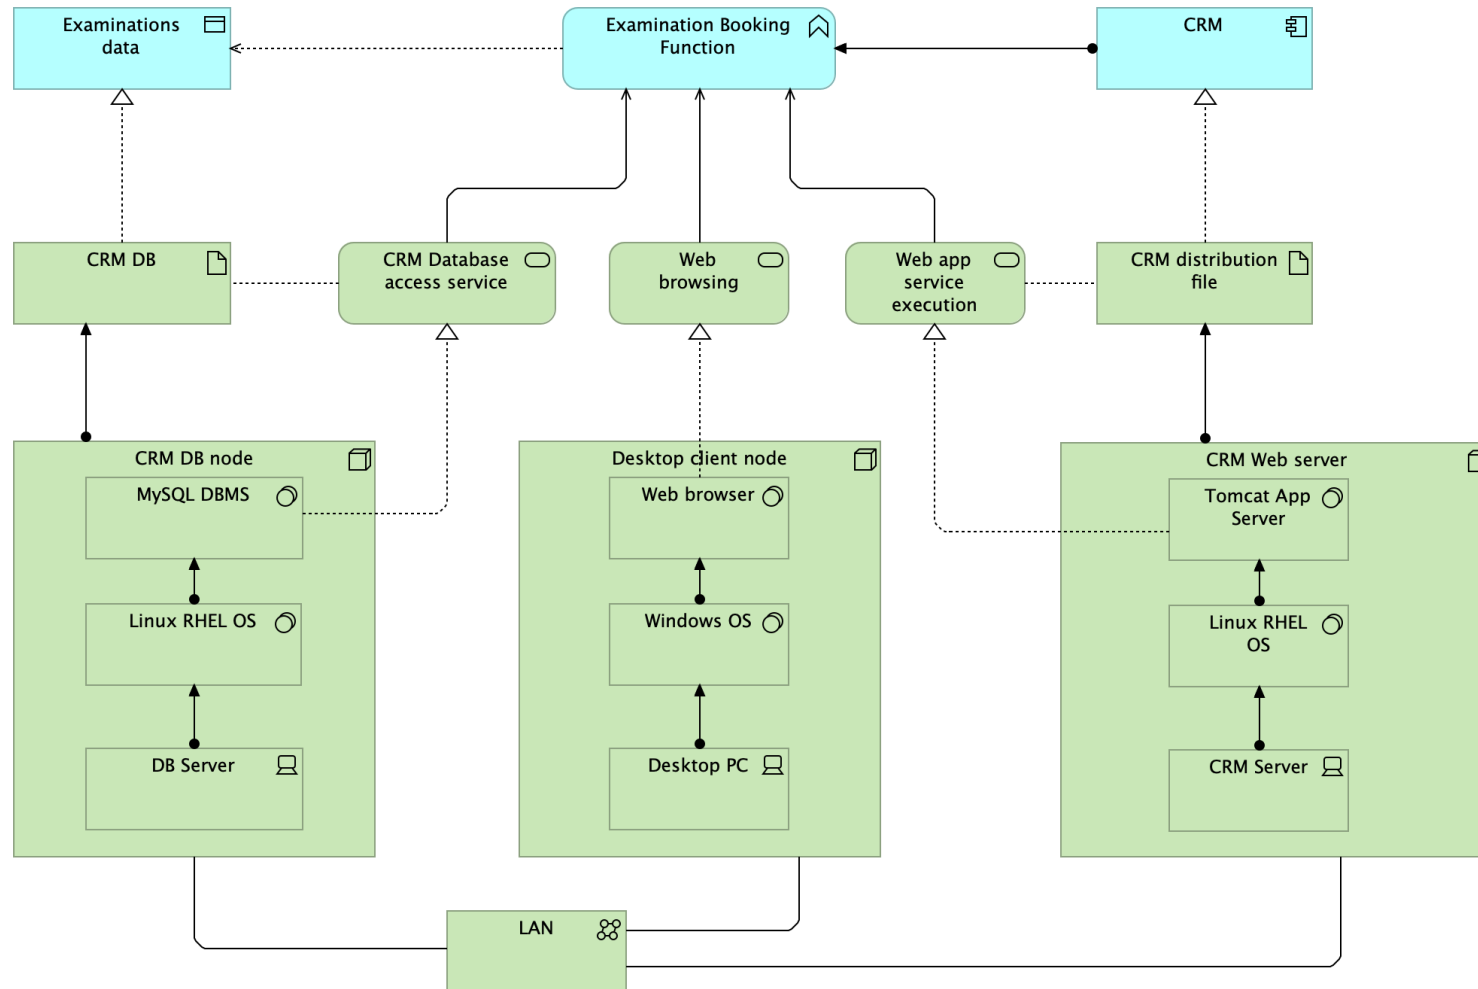 Examinations
data
Examination Booking
Function
CRM
CRM DB
CRM Database
access service
Web
browsing
Web app
service
execution
CRM distribution
file
CRM DB node
MySQL DBMS
Linux RHEL OS
DB Server
Desktop client node
Web browser
Windows OS
Desktop PC
CRM Web server
Tomcat App
Server
Linux RHEL
OS
CRM Server
LAN